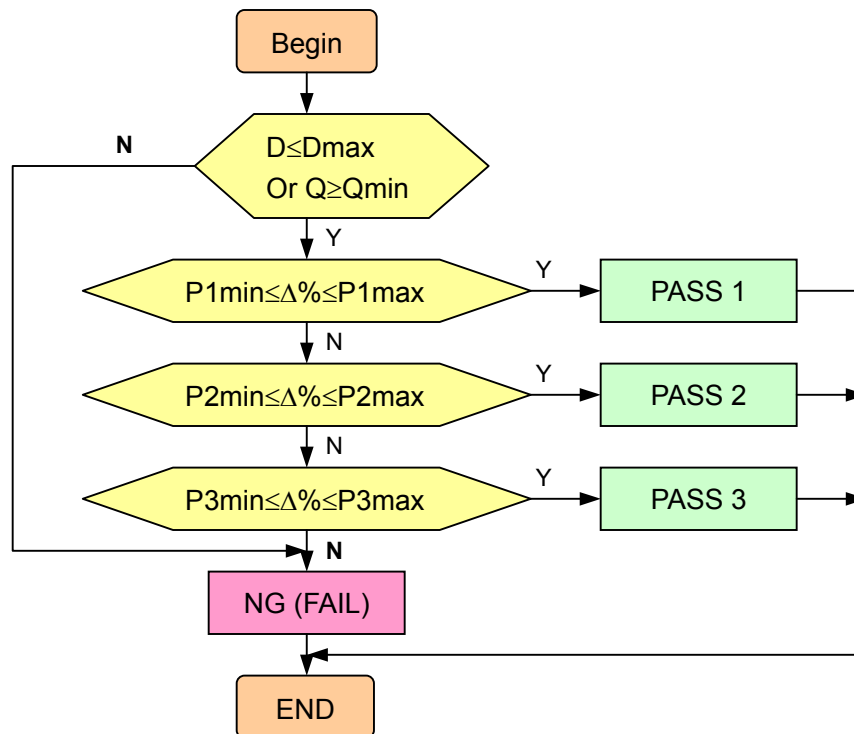 Begin
N
D≤Dmax
Or Q≥Qmin
Y
P1min≤Δ%≤P1max
Y
PASS 1
N
P2min≤Δ%≤P2max
Y
PASS 2
N
P3min≤Δ%≤P3max
Y
PASS 3
N
NG (FAIL)
END